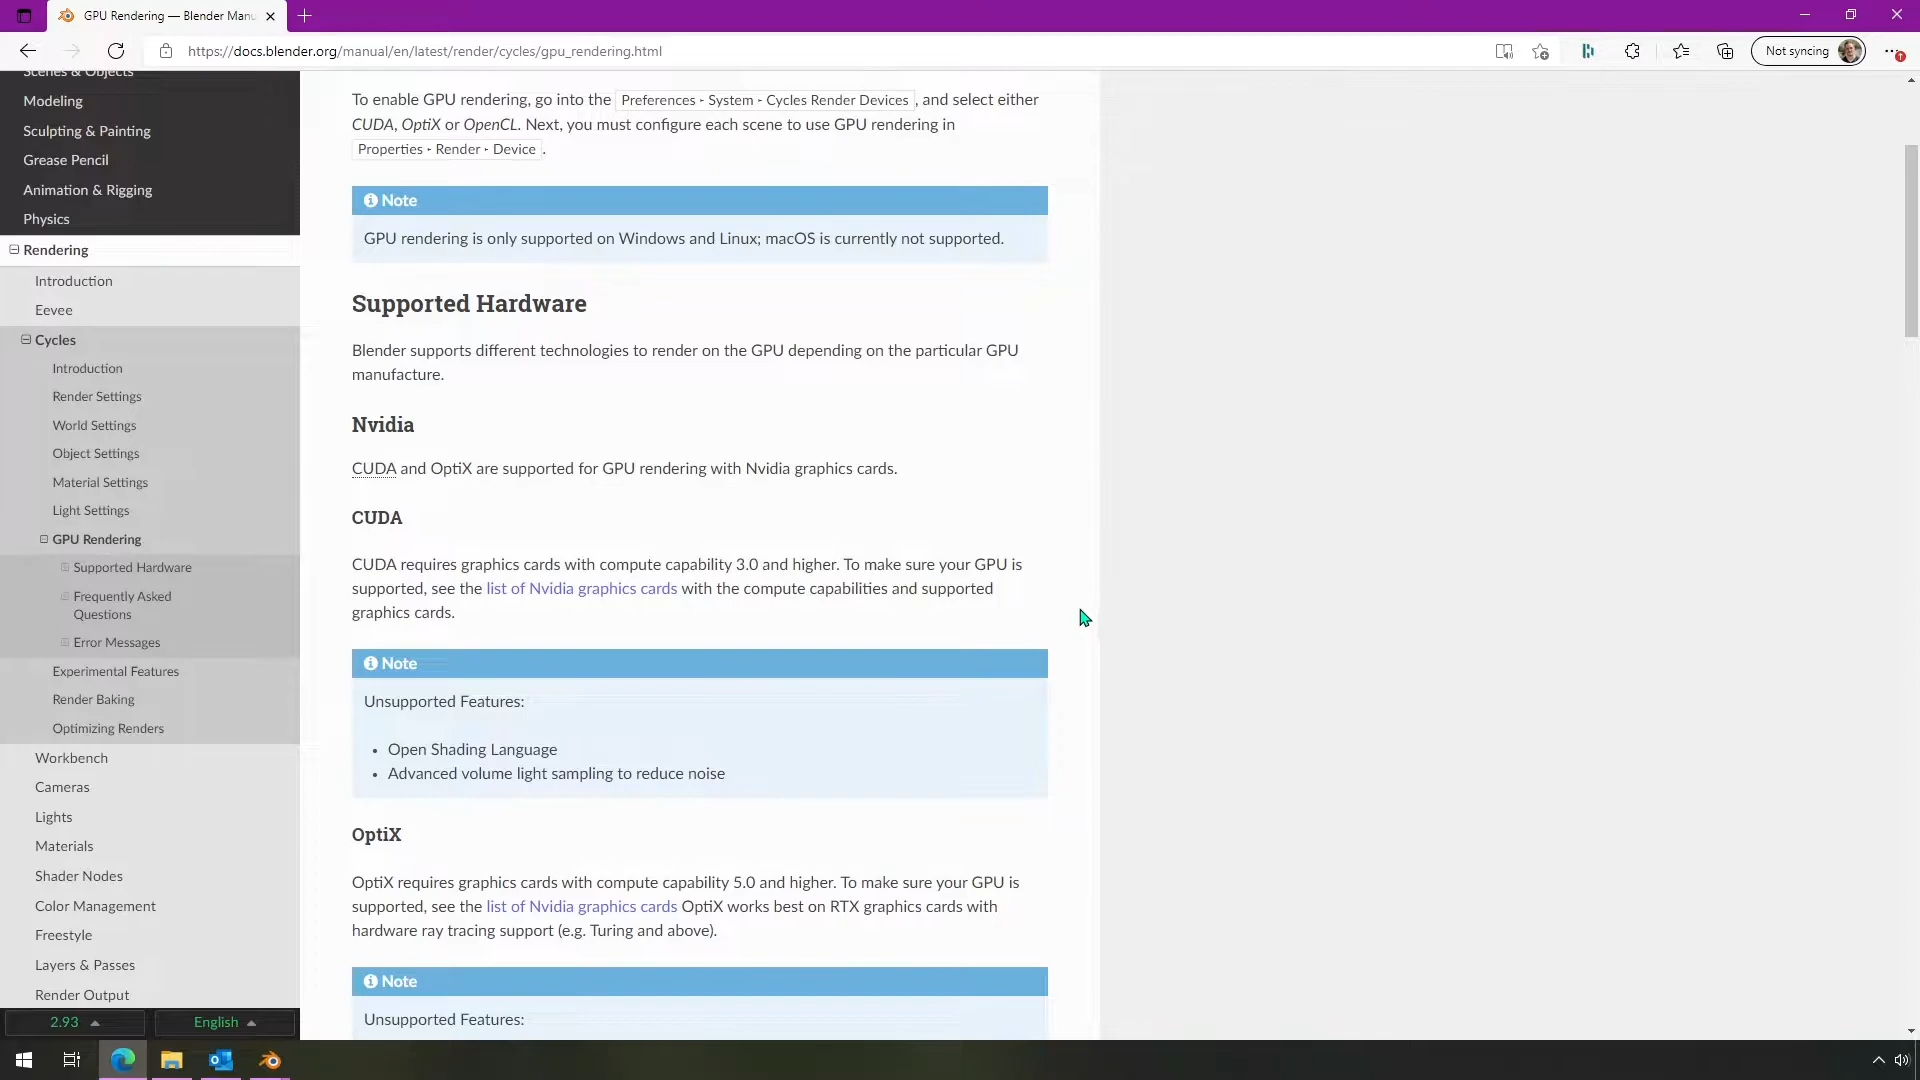 GPU Rendering — Blender Manu
https://docs.blender.org/manual/en/latest/render/cycles/gpu_rendering.html
Not syncing
Scenes & Objects
Modeling
Sculpting & Painting
Grease Pencil
Animation & Rigging
Physics
Rendering
Introduction
Eevee
Cycles
Introduction
Render Settings
World Settings
Object Settings
Material Settings
Light Settings
GPU Rendering
Supported Hardware
Frequently Asked
Questions
Error Messages
Experimental Features
Render Baking
Optimizing Renders
Workbench
Cameras
Lights
Materials
Shader Nodes
Color Management
Freestyle
Layers & Passes
Render Output
2.93
English
To enable GPU rendering, go into the Preferences ‣ System ‣ Cycles Render Devices , and select either
CUDA, OptiX or OpenCL. Next, you must configure each scene to use GPU rendering in
Properties ‣ Render ‣ Device .
Note
GPU rendering is only supported on Windows and Linux; macOS is currently not supported.
Supported Hardware
Blender supports different technologies to render on the GPU depending on the particular GPU
manufacture.
Nvidia
CUDA and OptiX are supported for GPU rendering with Nvidia graphics cards.
CUDA
CUDA requires graphics cards with compute capability 3.0 and higher. To make sure your GPU is
supported, see the list of Nvidia graphics cards with the compute capabilities and supported
graphics cards.
Note
Unsupported Features:
• Open Shading Language
• Advanced volume light sampling to reduce noise
OptiX
OptiX requires graphics cards with compute capability 5.0 and higher. To make sure your GPU is
supported, see the list of Nvidia graphics cards OptiX works best on RTX graphics cards with
hardware ray tracing support (e.g. Turing and above).
Note
Unsupported Features: